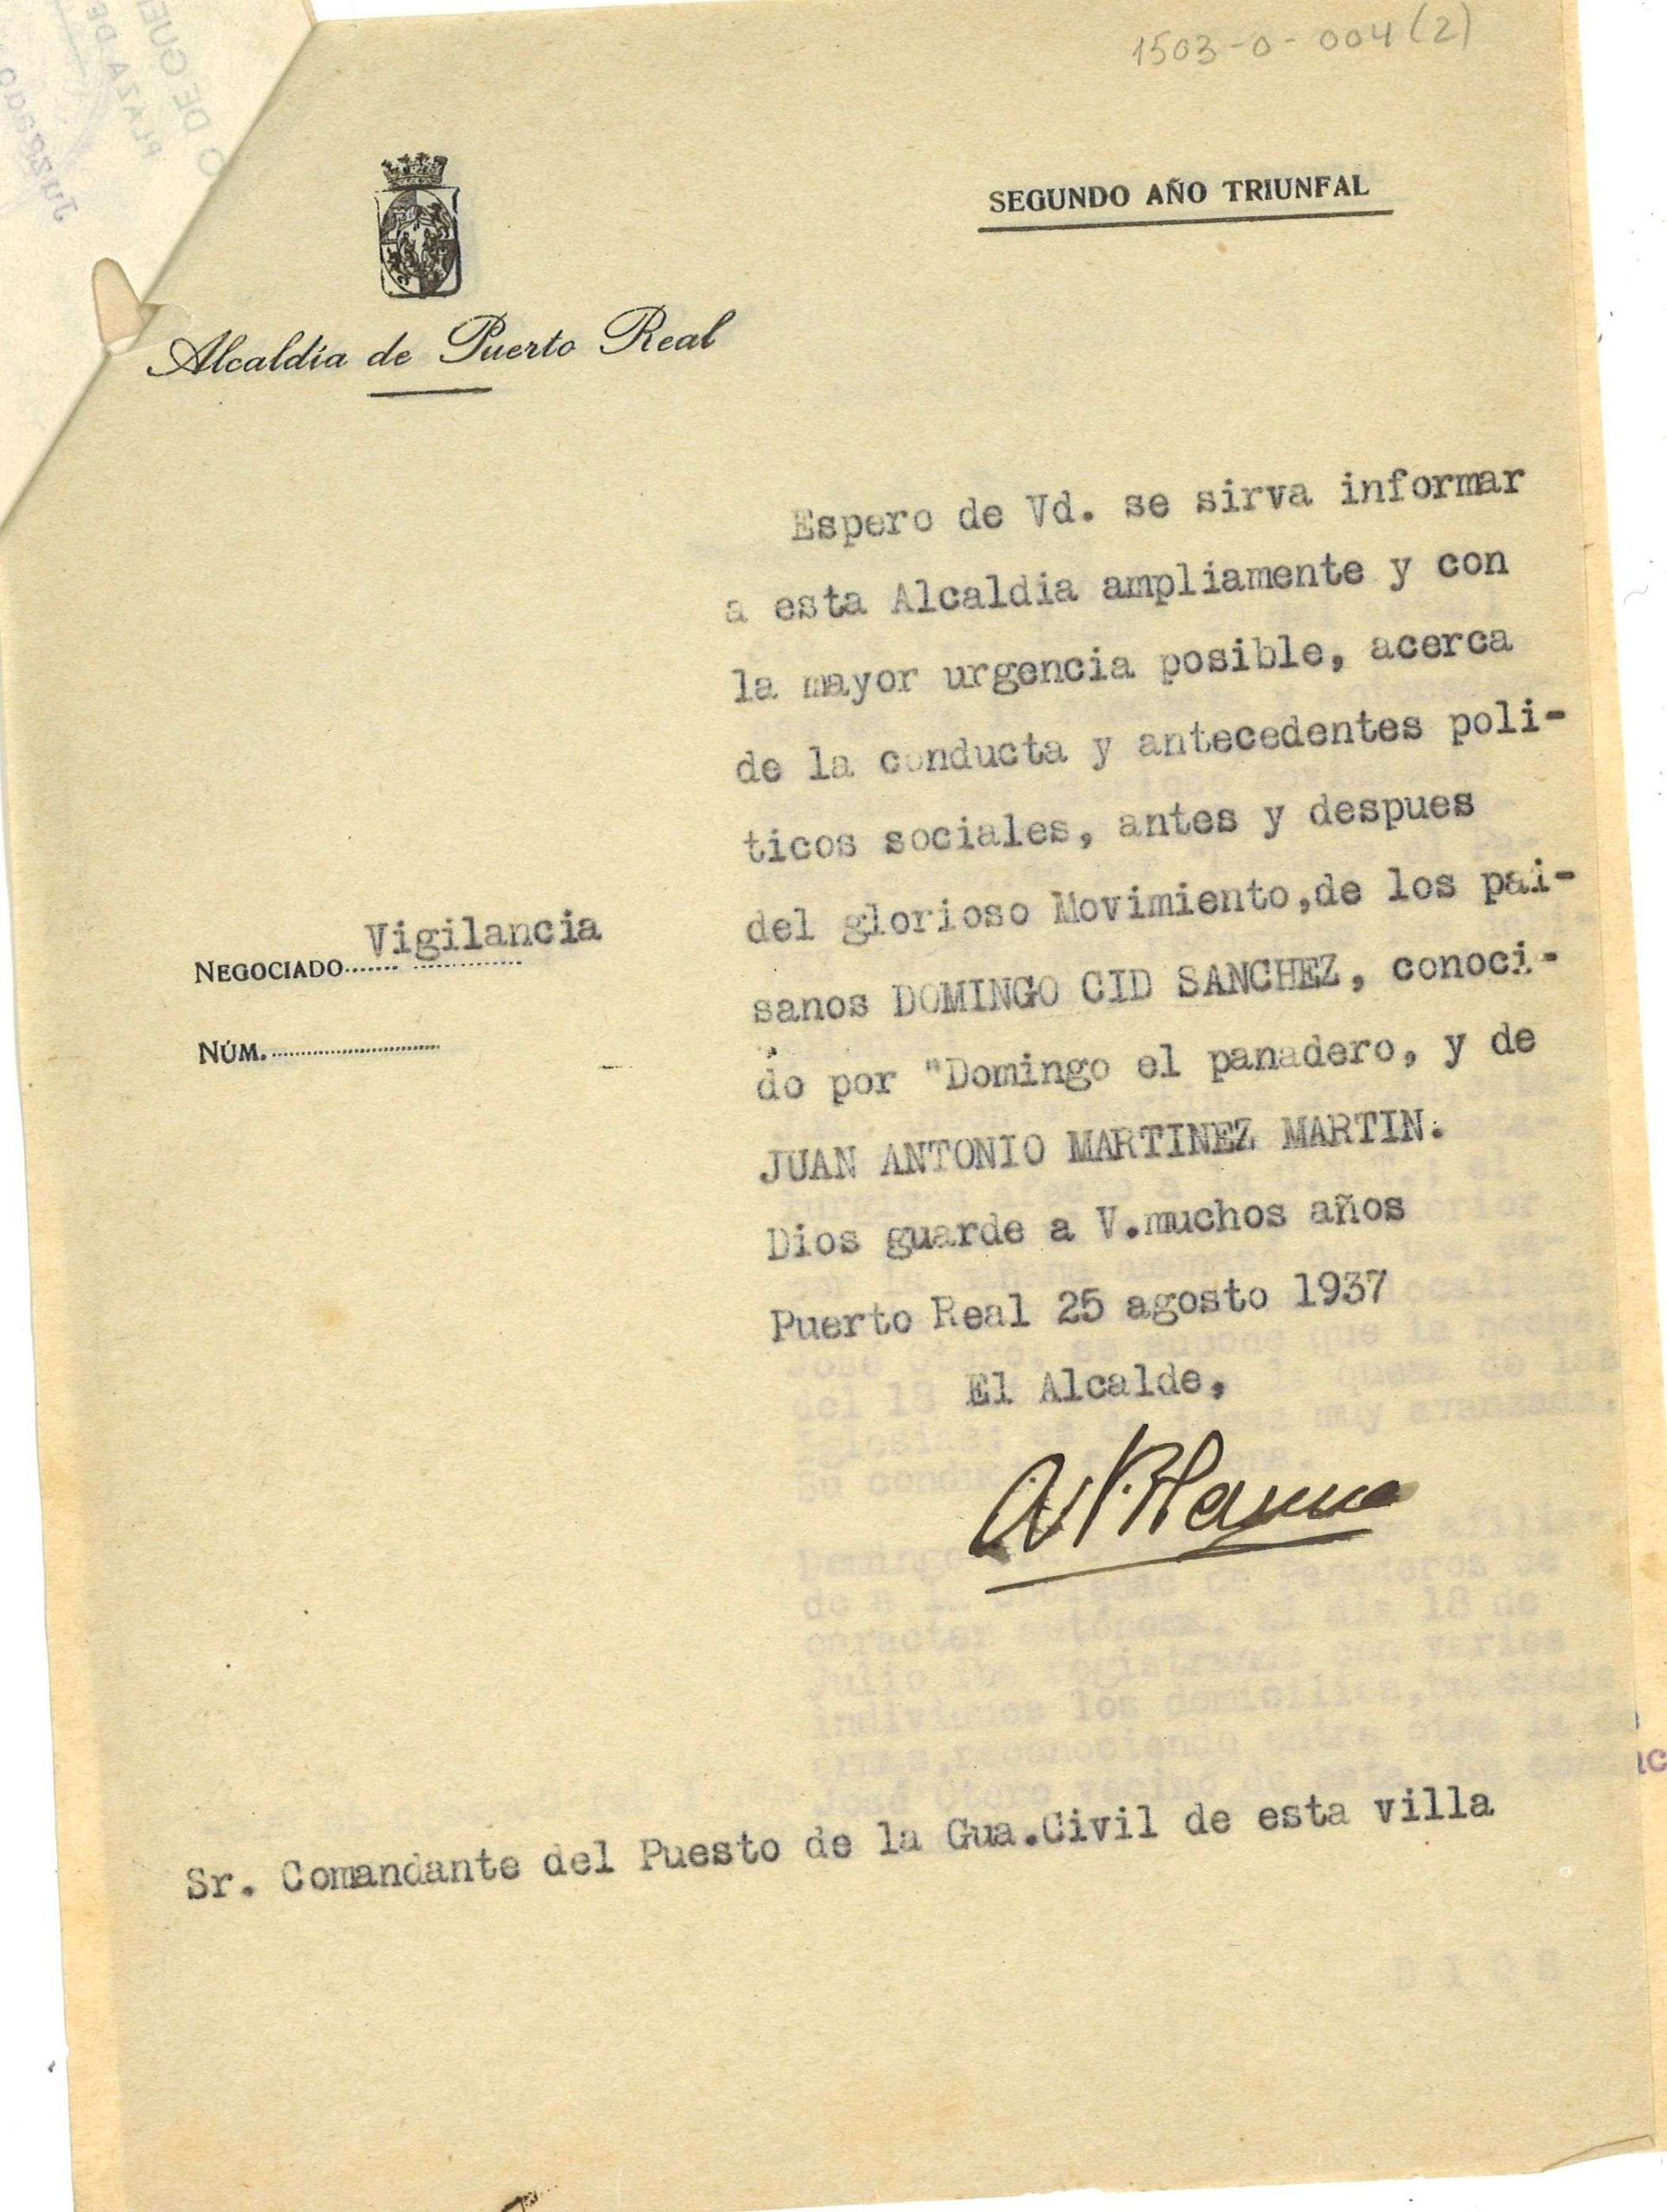 1503-0-004 (2)
SEGUNDO AÑO TRIUNFAL
Alcaldía de Puerto Real
Espero de Vd. se sirva informar
a esta Alcaldia ampliamente y con
la mayor urgencia posible, acerca
de la conducta y antecedentes poli-
ticos sociales, antes y despues
del glorioso Movimiento,de los pai-
sanos DOMINGO CID SANCHEZ, conoci-
do por "Domingo el panadero, y de
JUAN ANTONIO MARTINEZ MARTIN.
Dios guarde a V.muchos años
Puerto Real 25 agosto 1937
El Alcalde,
NEGOCIADO Vigilancia
NÚM.
Sr. Comandante del Puesto de la Gua.Civil de esta villa